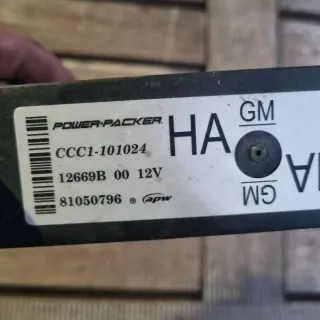 POWER-PACKER
CCC1-101024
12669B 00 12V
81050796 ® apw
HA
GM
GM